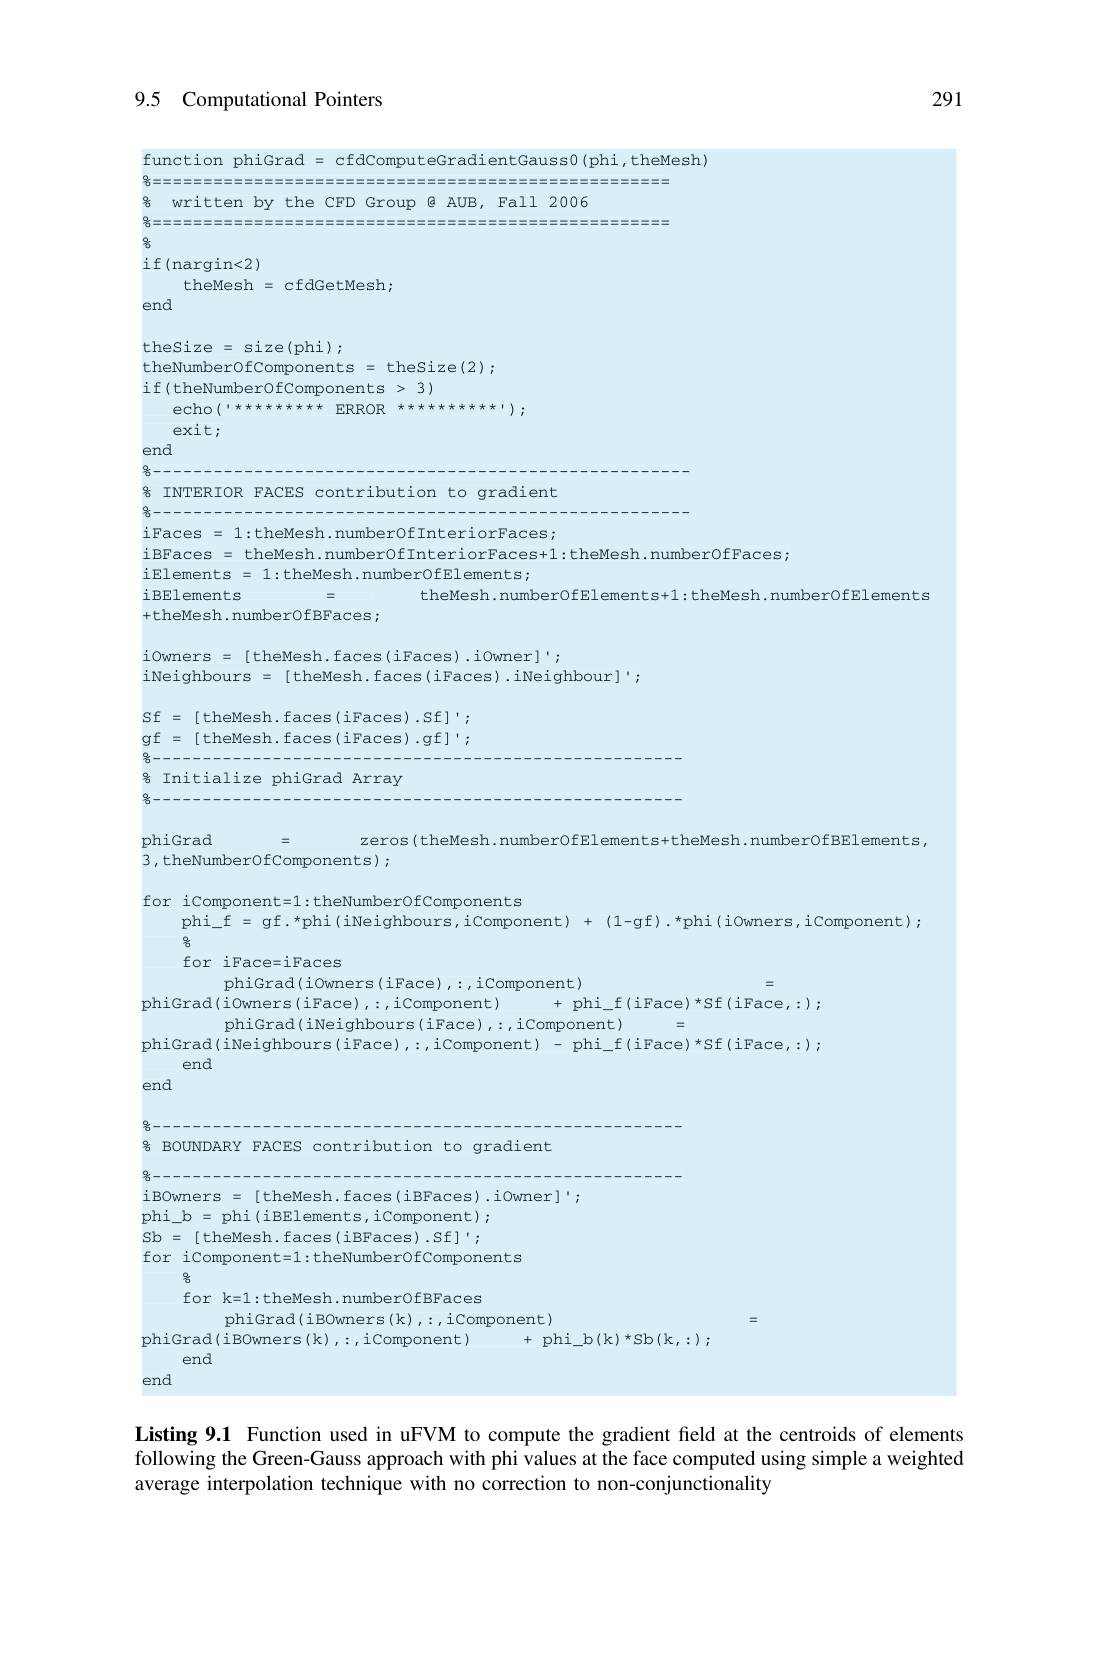 9.5 Computational Pointers 291
function phiGrad = cfdComputeGradientGauss0(phi,theMesh)
%===================================================
%  written by the CFD Group @ AUB, Fall 2006
%===================================================
%
if(nargin<2)
    theMesh = cfdGetMesh;
end
theSize = size(phi);
theNumberOfComponents = theSize(2);
if(theNumberOfComponents > 3)
   echo('********* ERROR **********');
   exit;
end
%-----------------------------------------------------
% INTERIOR FACES contribution to gradient
%-----------------------------------------------------
iFaces = 1:theMesh.numberOfInteriorFaces;
iBFaces = theMesh.numberOfInteriorFaces+1:theMesh.numberOfFaces;
iElements = 1:theMesh.numberOfElements;
iBElements = theMesh.numberOfElements+1:theMesh.numberOfElements
+theMesh.numberOfBFaces;
iOwners = [theMesh.faces(iFaces).iOwner]';
iNeighbours = [theMesh.faces(iFaces).iNeighbour]';
Sf = [theMesh.faces(iFaces).Sf]';
gf = [theMesh.faces(iFaces).gf]';
%-----------------------------------------------------
% Initialize phiGrad Array
%-----------------------------------------------------
phiGrad = zeros(theMesh.numberOfElements+theMesh.numberOfBElements,
3,theNumberOfComponents);
for iComponent=1:theNumberOfComponents
    phi_f = gf.*phi(iNeighbours,iComponent) + (1-gf).*phi(iOwners,iComponent);
    %
    for iFace=iFaces
        phiGrad(iOwners(iFace),:,iComponent) =
phiGrad(iOwners(iFace),:,iComponent) + phi_f(iFace)*Sf(iFace,:);
        phiGrad(iNeighbours(iFace),:,iComponent) =
phiGrad(iNeighbours(iFace),:,iComponent) - phi_f(iFace)*Sf(iFace,:);
    end
end
%-----------------------------------------------------
% BOUNDARY FACES contribution to gradient
%-----------------------------------------------------
iBOwners = [theMesh.faces(iBFaces).iOwner]';
phi_b = phi(iBElements,iComponent);
Sb = [theMesh.faces(iBFaces).Sf]';
for iComponent=1:theNumberOfComponents
    %
    for k=1:theMesh.numberOfBFaces
        phiGrad(iBOwners(k),:,iComponent) =
phiGrad(iBOwners(k),:,iComponent) + phi_b(k)*Sb(k,:);
    end
end
Listing 9.1 Function used in uFVM to compute the gradient field at the centroids of elements
following the Green-Gauss approach with phi values at the face computed using simple a weighted
average interpolation technique with no correction to non-conjunctionality